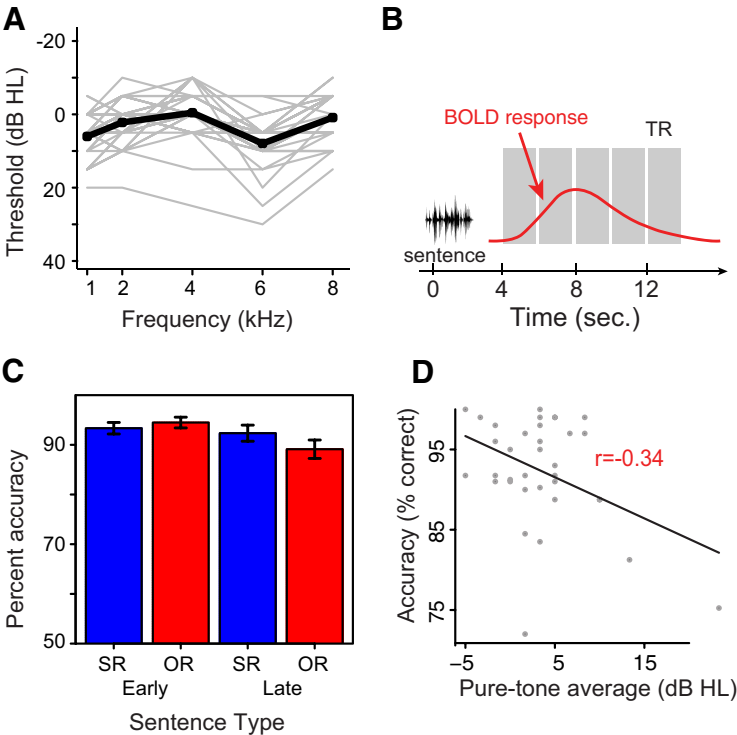 A
-20
0
20
40
Threshold (dB HL)
1 2 4 6 8
Frequency (kHz)
B
BOLD response
TR
sentence
0 4 8 12
Time (sec.)
C
90
70
50
Percent accuracy
SR OR SR OR
Early Late
Sentence Type
D
95
85
75
Accuracy (% correct)
r=-0.34
−5 5 15
Pure-tone average (dB HL)